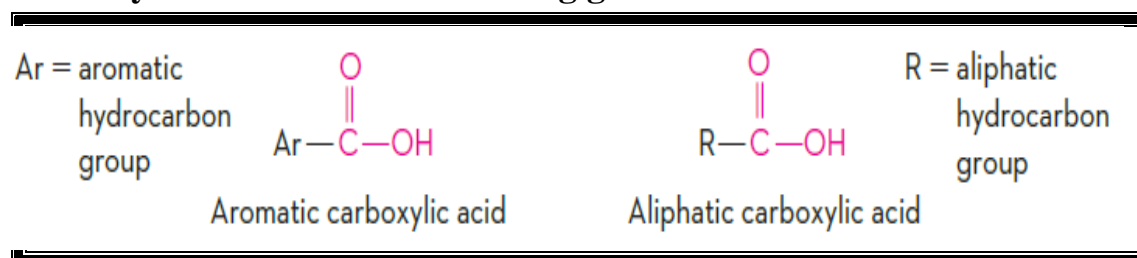 Ar = aromatic hydrocarbon group
O
Ar—C—OH
Aromatic carboxylic acid
O
R—C—OH
Aliphatic carboxylic acid
R = aliphatic hydrocarbon group